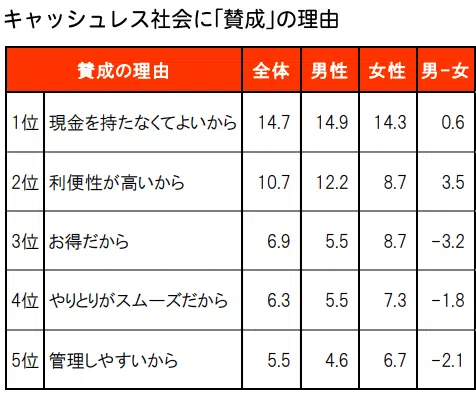 キャッシュレス社会に「賛成」の理由
賛成の理由 全体 男性 女性 男-女
1位 現金を持たなくてよいから 14.7 14.9 14.3 0.6
2位 利便性が高いから 10.7 12.2 8.7 3.5
3位 お得だから 6.9 5.5 8.7 -3.2
4位 やりとりがスムーズだから 6.3 5.5 7.3 -1.8
5位 管理しやすいから 5.5 4.6 6.7 -2.1